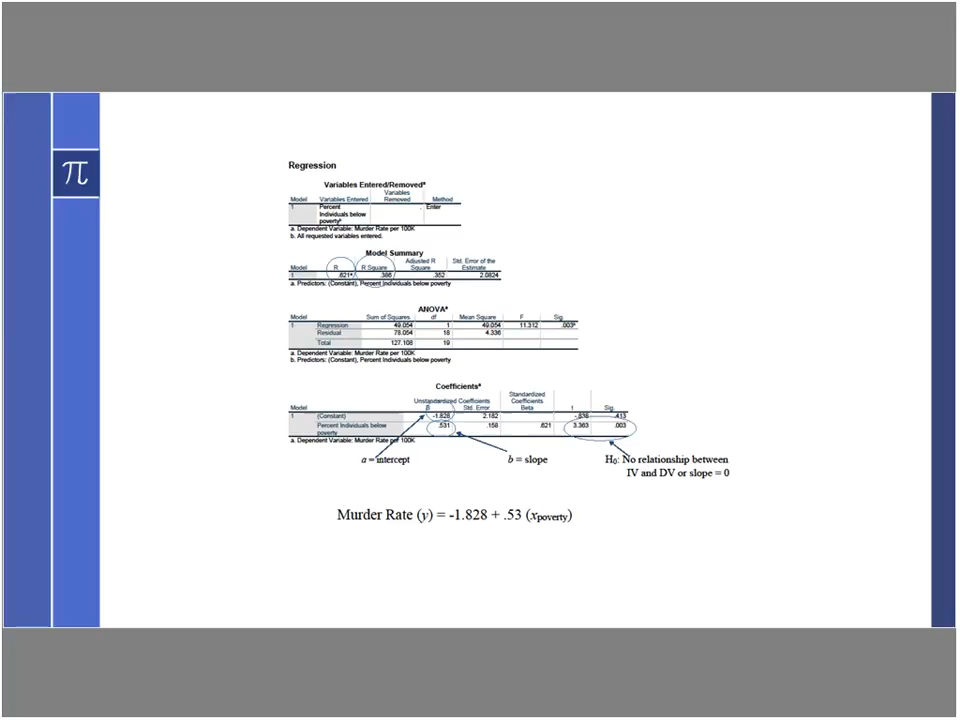 π
Regression
Variables Entered/Removedᵃ
Model Variables Entered Variables Removed Method
1 Percent Individuals below povertyᵇ . Enter
a. Dependent Variable: Murder Rate per 100K
b. All requested variables entered.
Model Summary
Model R R Square Adjusted R Square Std. Error of the Estimate
1 .621ᵃ .386 .352 2.0824
a. Predictors: (Constant), Percent Individuals below poverty
ANOVAᵃ
Model Sum of Squares df Mean Square F Sig.
1 Regression 49.054 1 49.054 11.312 .003ᵇ
Residual 78.054 18 4.336
Total 127.108 19
a. Dependent Variable: Murder Rate per 100K
b. Predictors: (Constant), Percent Individuals below poverty
Coefficientsᵃ
Unstandardized Coefficients Standardized Coefficients
Model B Std. Error Beta t Sig.
1 (Constant) -1.828 2.182 -.838 .413
Percent Individuals below poverty .531 .158 .621 3.363 .003
a. Dependent Variable: Murder Rate per 100K
a = intercept b = slope H₀: No relationship between
IV and DV or slope = 0
Murder Rate (y) = -1.828 + .53 (xpoverty)